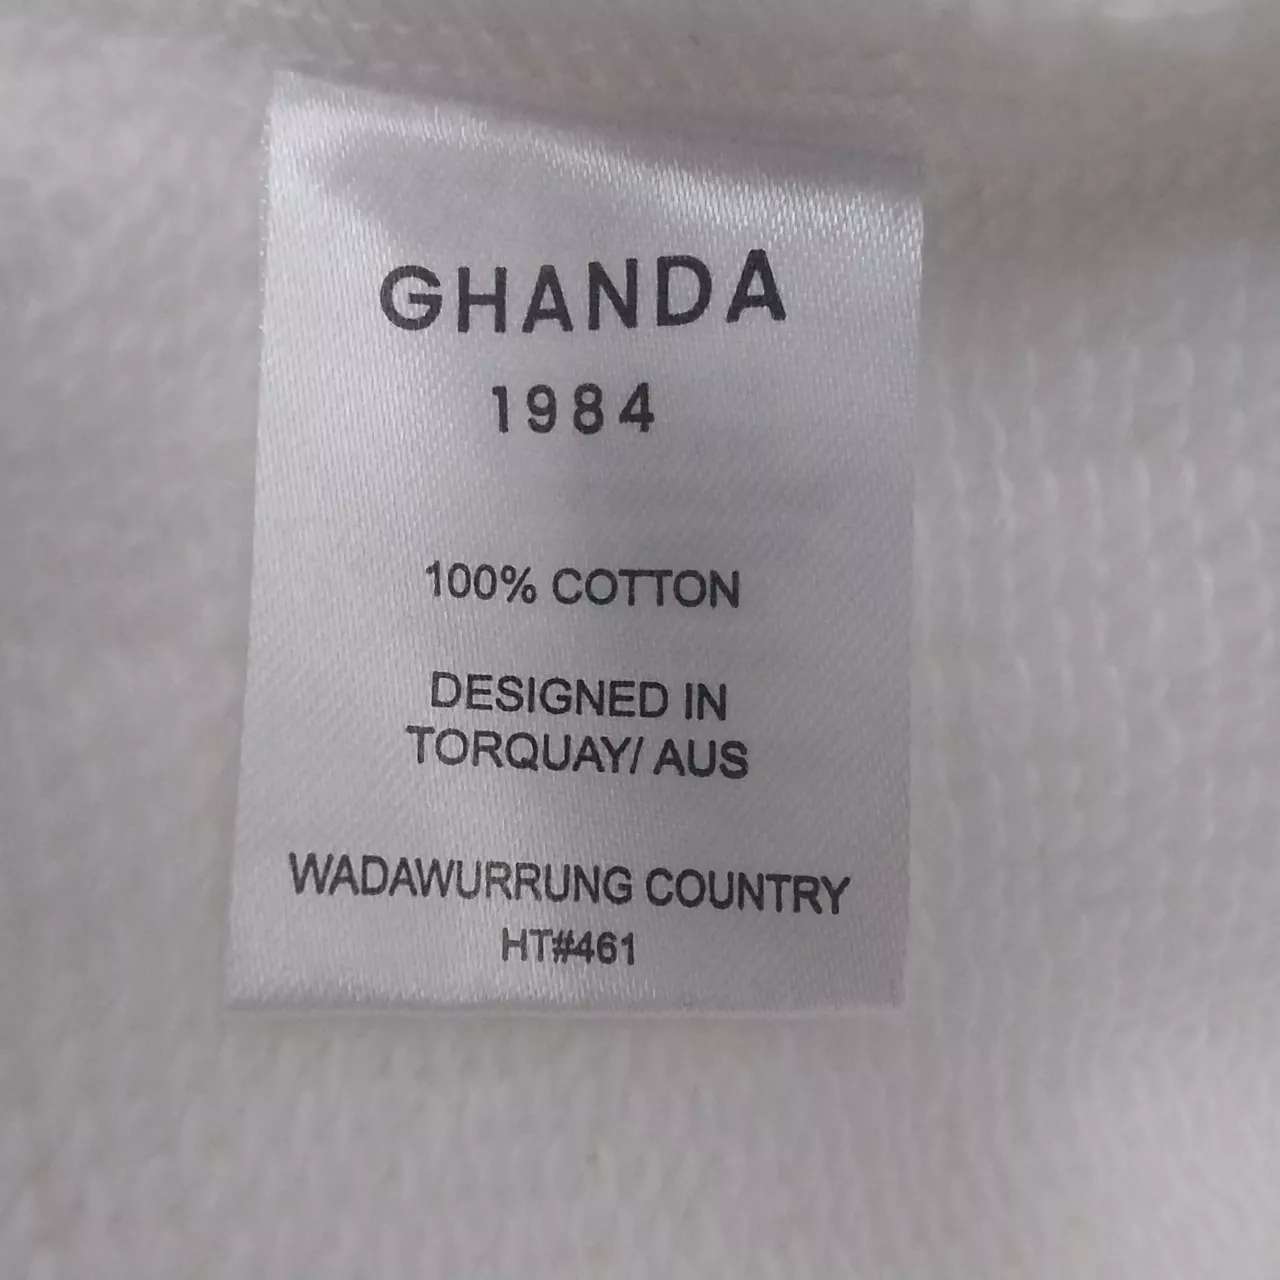 GHANDA
1984
100% COTTON
DESIGNED IN
TORQUAY/ AUS
WADAWURRUNG COUNTRY
HT#461